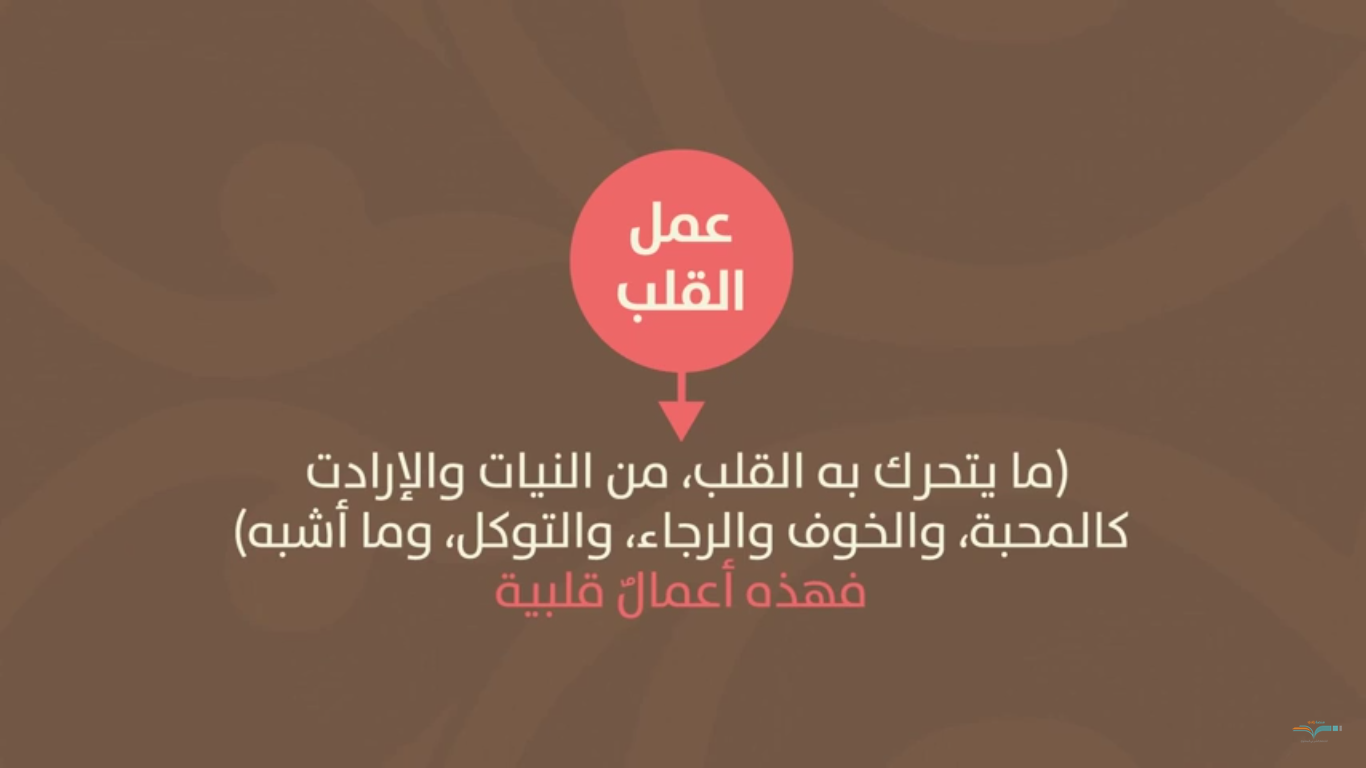 عمل
القلب
(ما يتحرك به القلب، من النيات والإرادت
كالمحبة، والخوف والرجاء، والتوكل، وما أشبه)
فهذه أعمالٌ قلبية